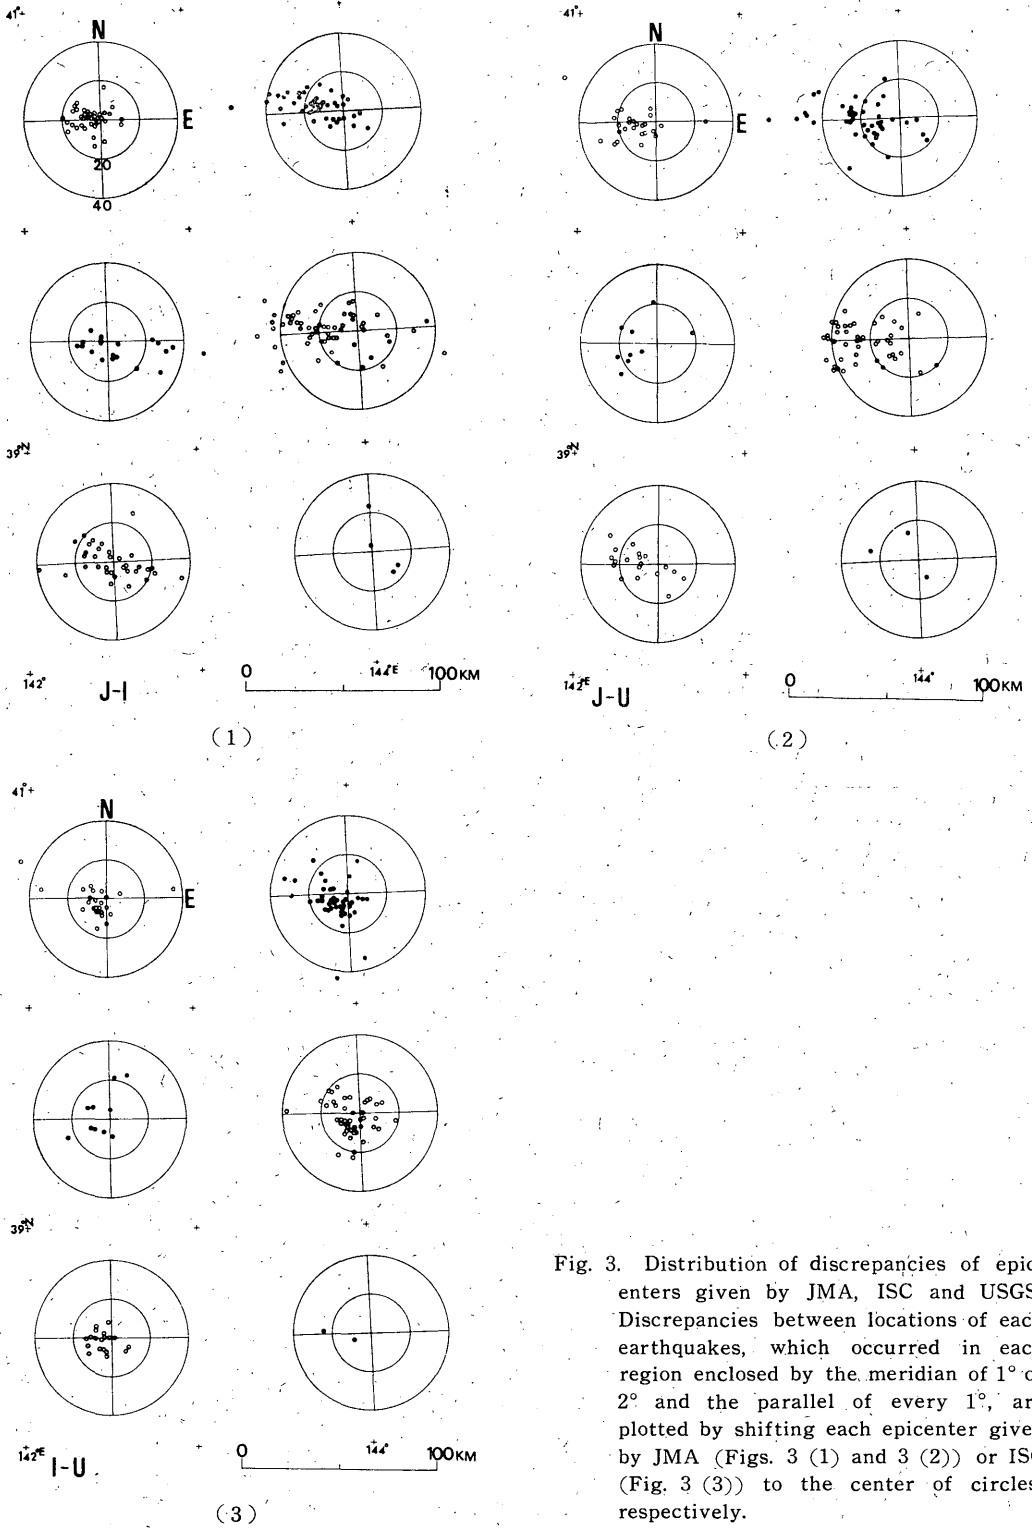 41°
N
E
20
40
39°N
142°
J-I
0
144°E
100KM
(1)
41°
N
E
39°N
142°E
J-U
0
144°
100KM
(2)
41°
N
E
39°N
142°E
I-U
0
144°
100KM
(3)
Fig. 3. Distribution of discrepancies of epic
enters given by JMA, ISC and USGS
Discrepancies between locations of eac
earthquakes, which occurred in eac
region enclosed by the meridian of 1° o
2° and the parallel of every 1°, ar
plotted by shifting each epicenter give
by JMA (Figs. 3 (1) and 3 (2)) or ISC
(Fig. 3 (3)) to the center of circles
respectively.